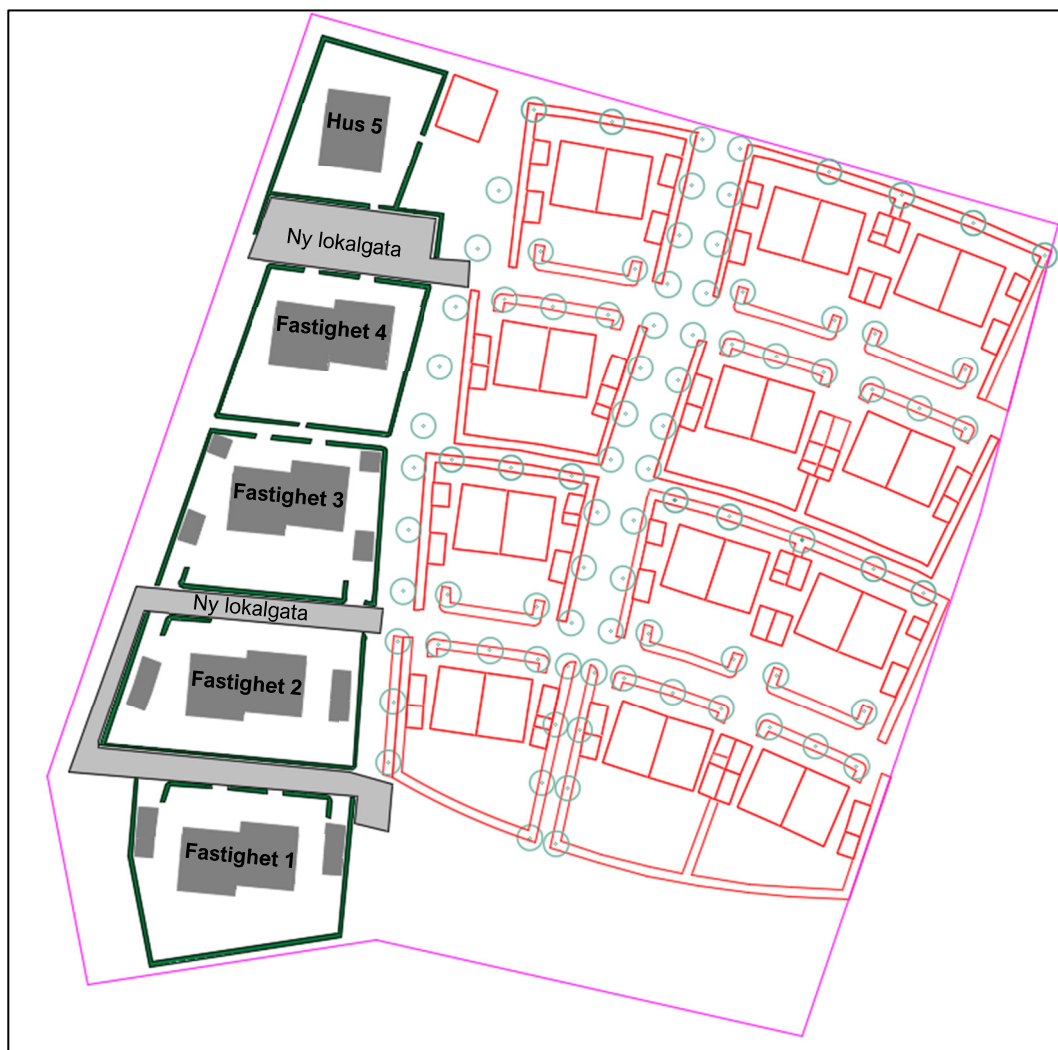 Hus 5
Ny lokalgata
Fastighet 4
Fastighet 3
Ny lokalgata
Fastighet 2
Fastighet 1